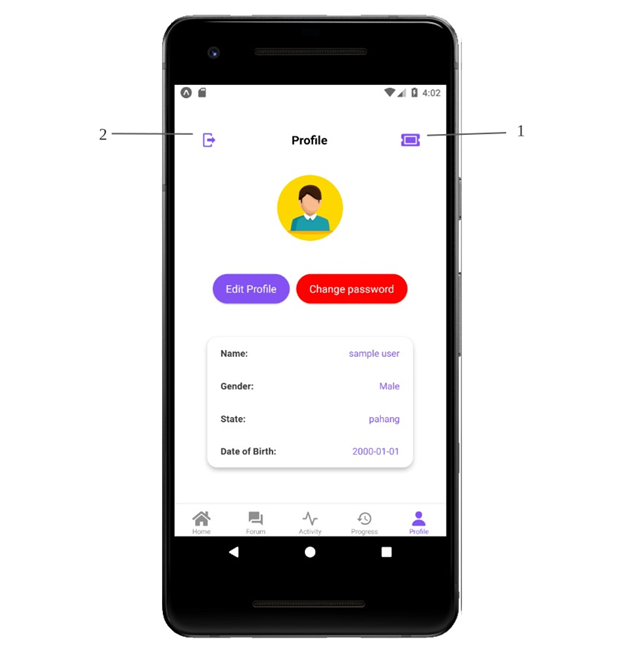 4:02
2
Profile
1
Edit Profile
Change password
Name: sample user
Gender: Male
State: pahang
Date of Birth: 2000-01-01
Home
Forum
Activity
Progress
Profile